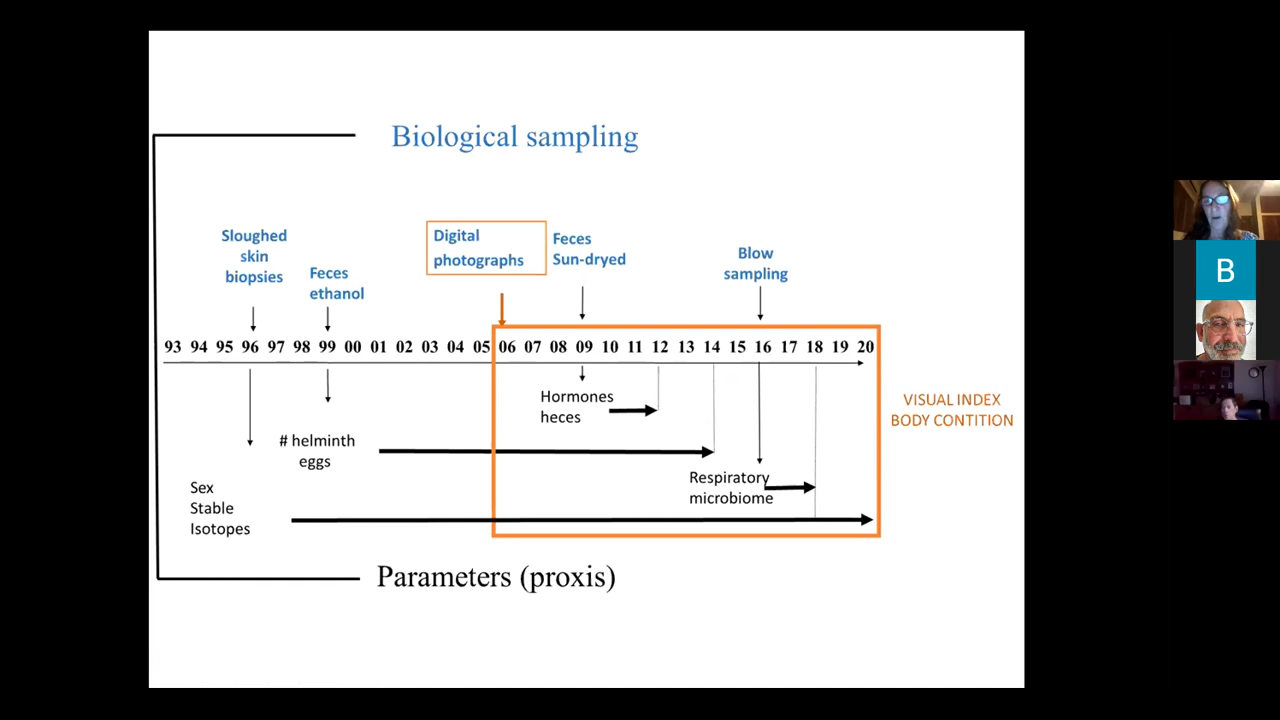 Biological sampling
Sloughed
skin
biopsies
Feces
ethanol
Digital
photographs
Feces
Sun-dryed
Blow
sampling
93 94 95 96 97 98 99 00 01 02 03 04 05 06 07 08 09 10 11 12 13 14 15 16 17 18 19 20
Hormones
heces
VISUAL INDEX
BODY CONTITION
# helminth
eggs
Respiratory
microbiome
Sex
Stable
Isotopes
Parameters (proxis)
B